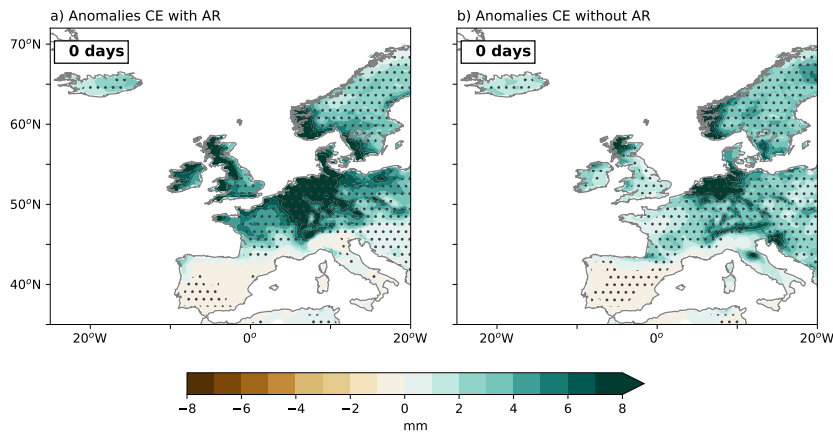 a) Anomalies CE with AR
b) Anomalies CE without AR
0 days
0 days
70°N
60°N
50°N
40°N
20°W
0°
20°W
20°W
0°
20°W
−8
−6
−4
−2
0
2
4
6
8
mm